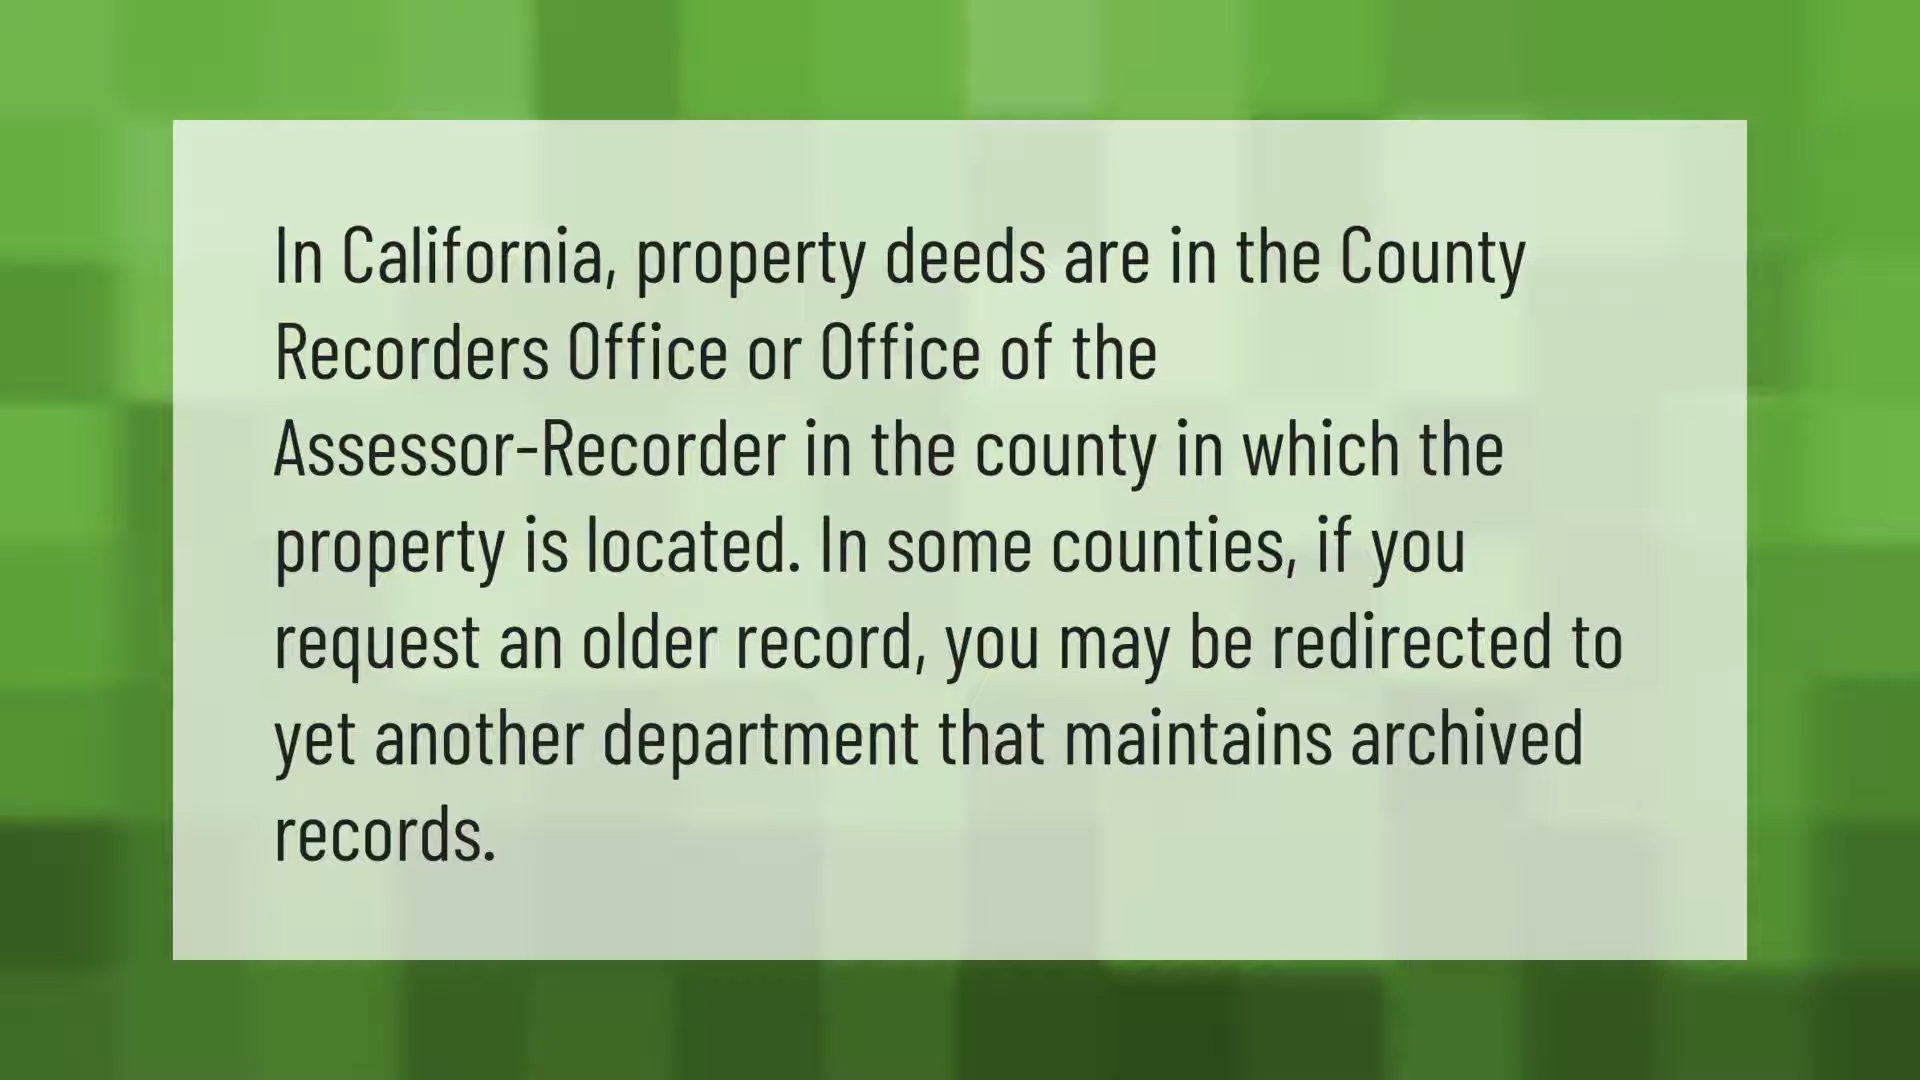 In California, property deeds are in the County
Recorders Office or Office of the
Assessor-Recorder in the county in which the
property is located. In some counties, if you
request an older record, you may be redirected to
yet another department that maintains archived
records.